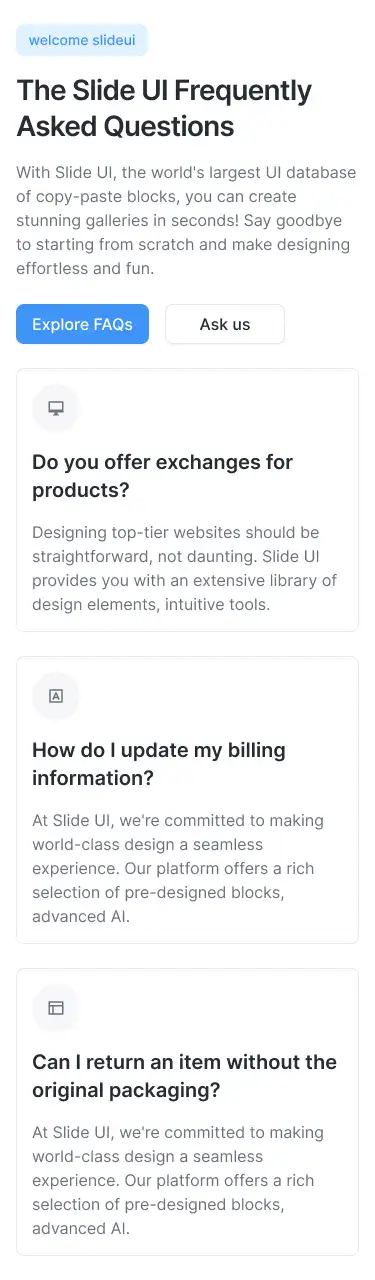 welcome slideui
The Slide UI Frequently
Asked Questions
With Slide UI, the world's largest UI database
of copy-paste blocks, you can create
stunning galleries in seconds! Say goodbye
to starting from scratch and make designing
effortless and fun.
Explore FAQs
Ask us
Do you offer exchanges for
products?
Designing top-tier websites should be
straightforward, not daunting. Slide UI
provides you with an extensive library of
design elements, intuitive tools.
A
How do I update my billing
information?
At Slide UI, we're committed to making
world-class design a seamless
experience. Our platform offers a rich
selection of pre-designed blocks,
advanced AI.
Can I return an item without the
original packaging?
At Slide UI, we're committed to making
world-class design a seamless
experience. Our platform offers a rich
selection of pre-designed blocks,
advanced AI.